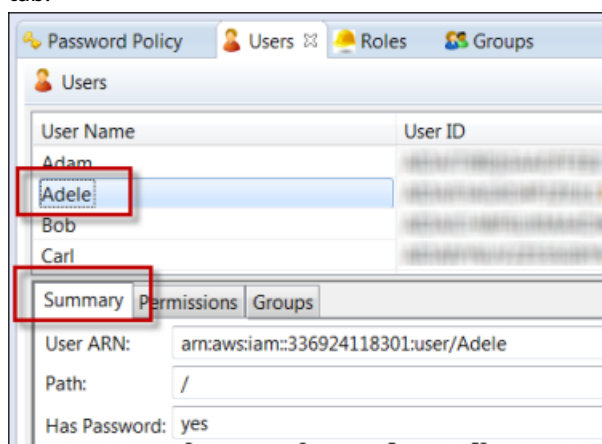 Password Policy Users Roles Groups
Users
User Name User ID
Adam
Adele
Bob
Carl
Summary Permissions Groups
User ARN: arn:aws:iam::336924118301:user/Adele
Path: /
Has Password: yes